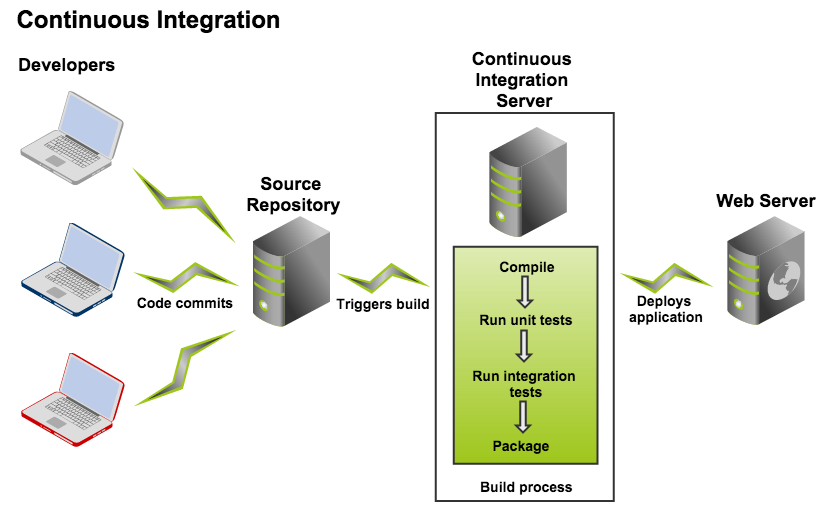 Continuous Integration
Developers
Continuous
Integration
Server
Source
Repository
Web Server
Code commits
Triggers build
Compile
Run unit tests
Run integration
tests
Package
Build process
Deploys
application